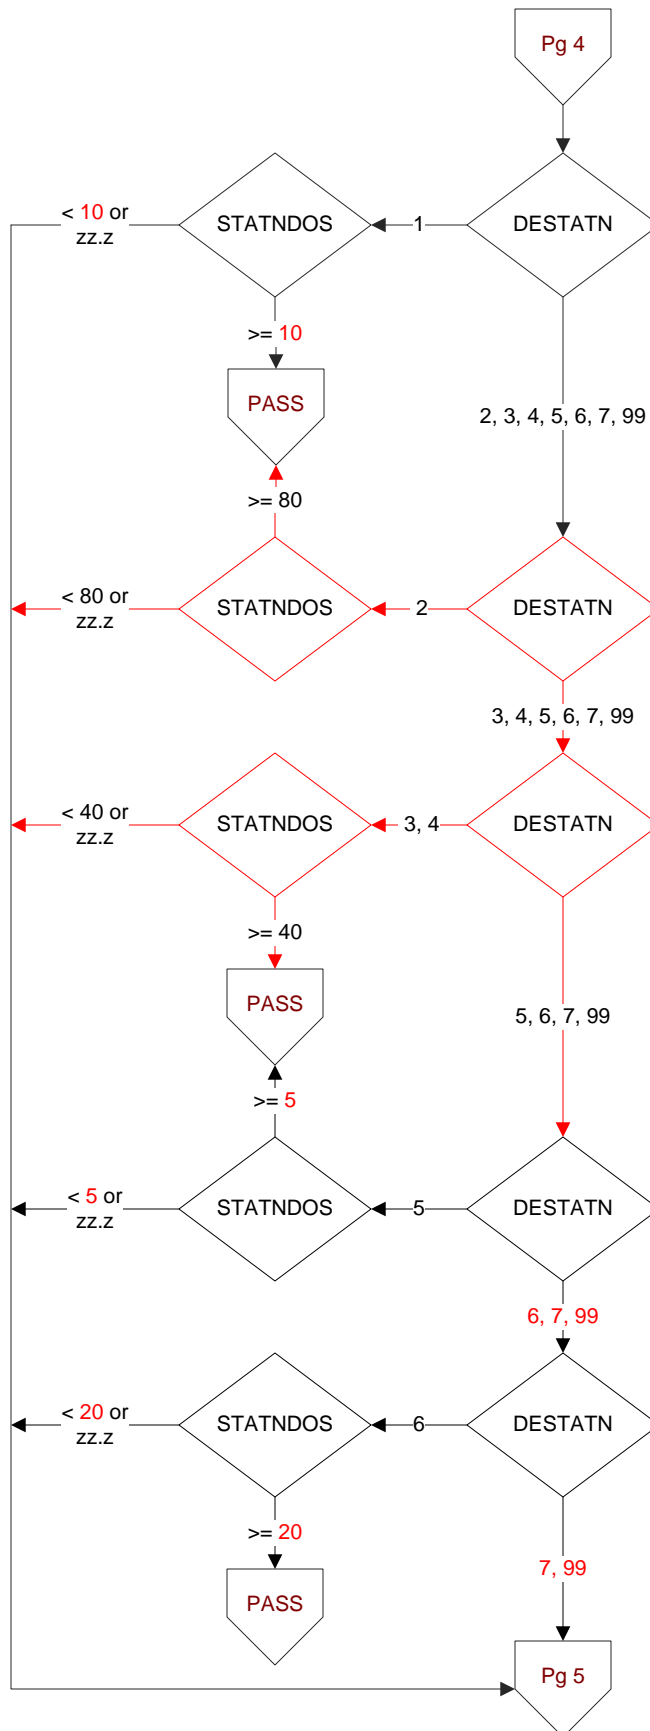 Pg 4
STATNDOS
DESTATN
< 10 or
zz.z
1
>= 10
PASS
2, 3, 4, 5, 6, 7, 99
>= 80
STATNDOS
DESTATN
< 80 or
zz.z
2
3, 4, 5, 6, 7, 99
STATNDOS
DESTATN
< 40 or
zz.z
3, 4
>= 40
PASS
5, 6, 7, 99
>= 5
STATNDOS
DESTATN
< 5 or
zz.z
5
6, 7, 99
STATNDOS
DESTATN
< 20 or
zz.z
6
>= 20
PASS
7, 99
Pg 5